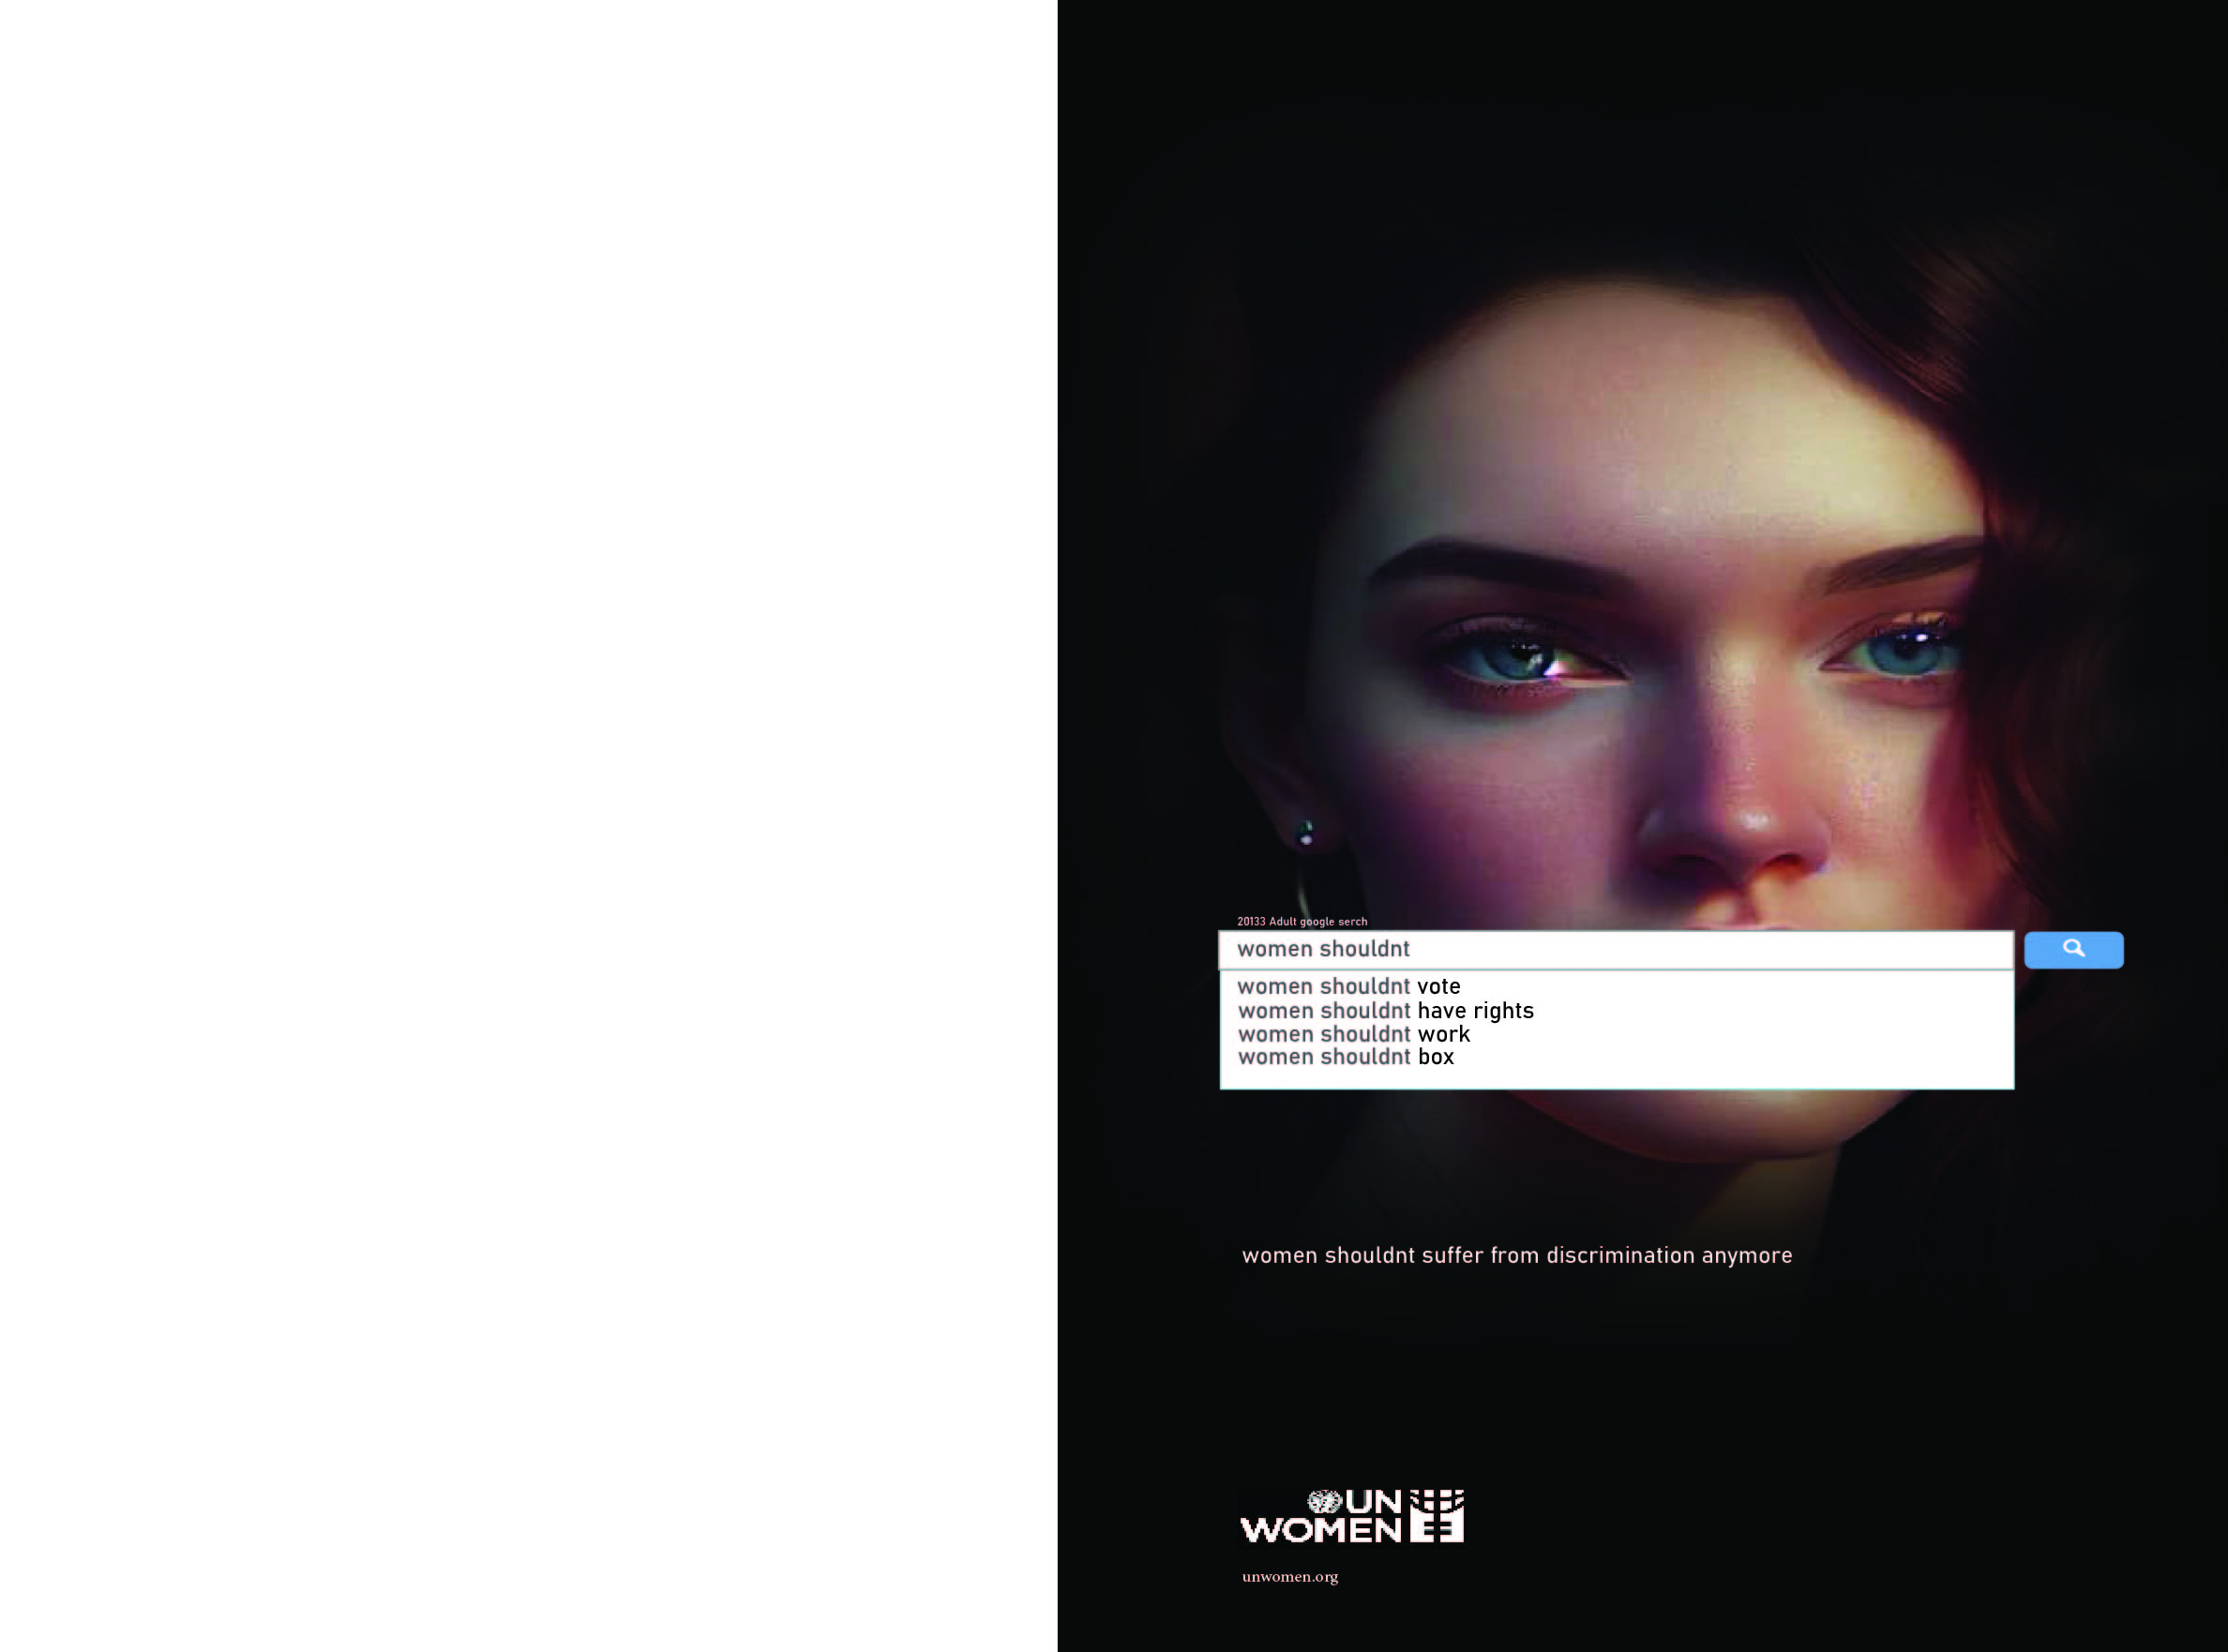 20133 Adult google serch
women shouldnt
women shouldnt vote
women shouldnt have rights
women shouldnt work
women shouldnt box
women shouldnt suffer from discrimination anymore
UN
WOMEN
unwomen.org